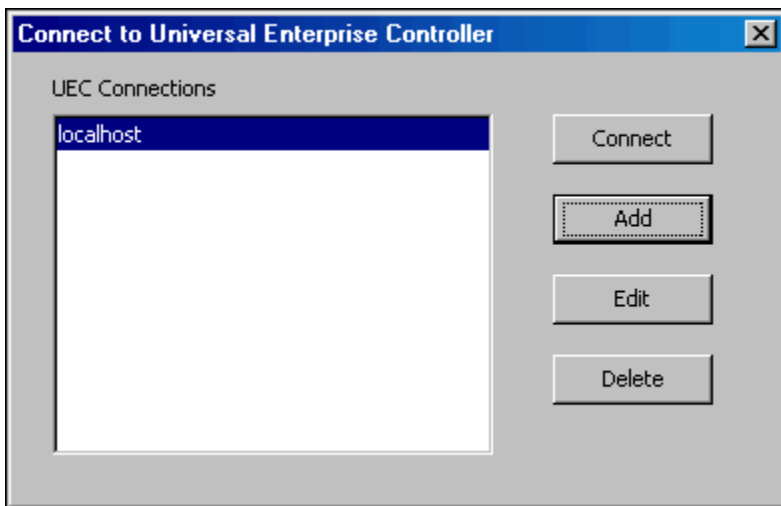 Connect to Universal Enterprise Controller
UEC Connections
localhost
Connect
Add
Edit
Delete